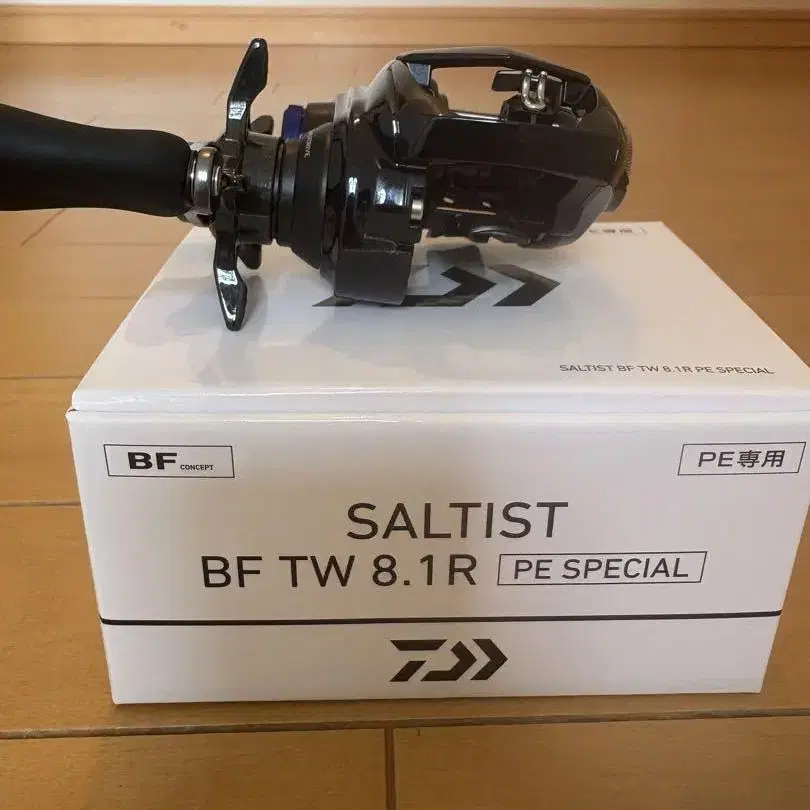 SALTIST BF TW 8.1R PE SPECIAL
BF CONCEPT
PE専用
SALTIST
BF TW 8.1R PE SPECIAL